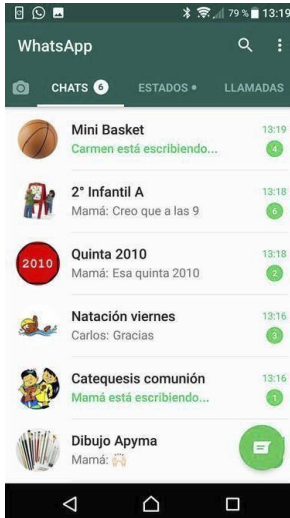 79 % 13:19
WhatsApp
CHATS 6 ESTADOS • LLAMADAS
Mini Basket 13:19
Carmen está escribiendo... 4
2° Infantil A 13:18
Mamá: Creo que a las 9 6
2010 Quinta 2010 13:18
Mamá: Esa quinta 2010 2
Natación viernes 13:16
Carlos: Gracias 3
Catequesis comunión 13:16
Mamá está escribiendo... 1
Dibujo Apyma
Mamá: 🙌🏻